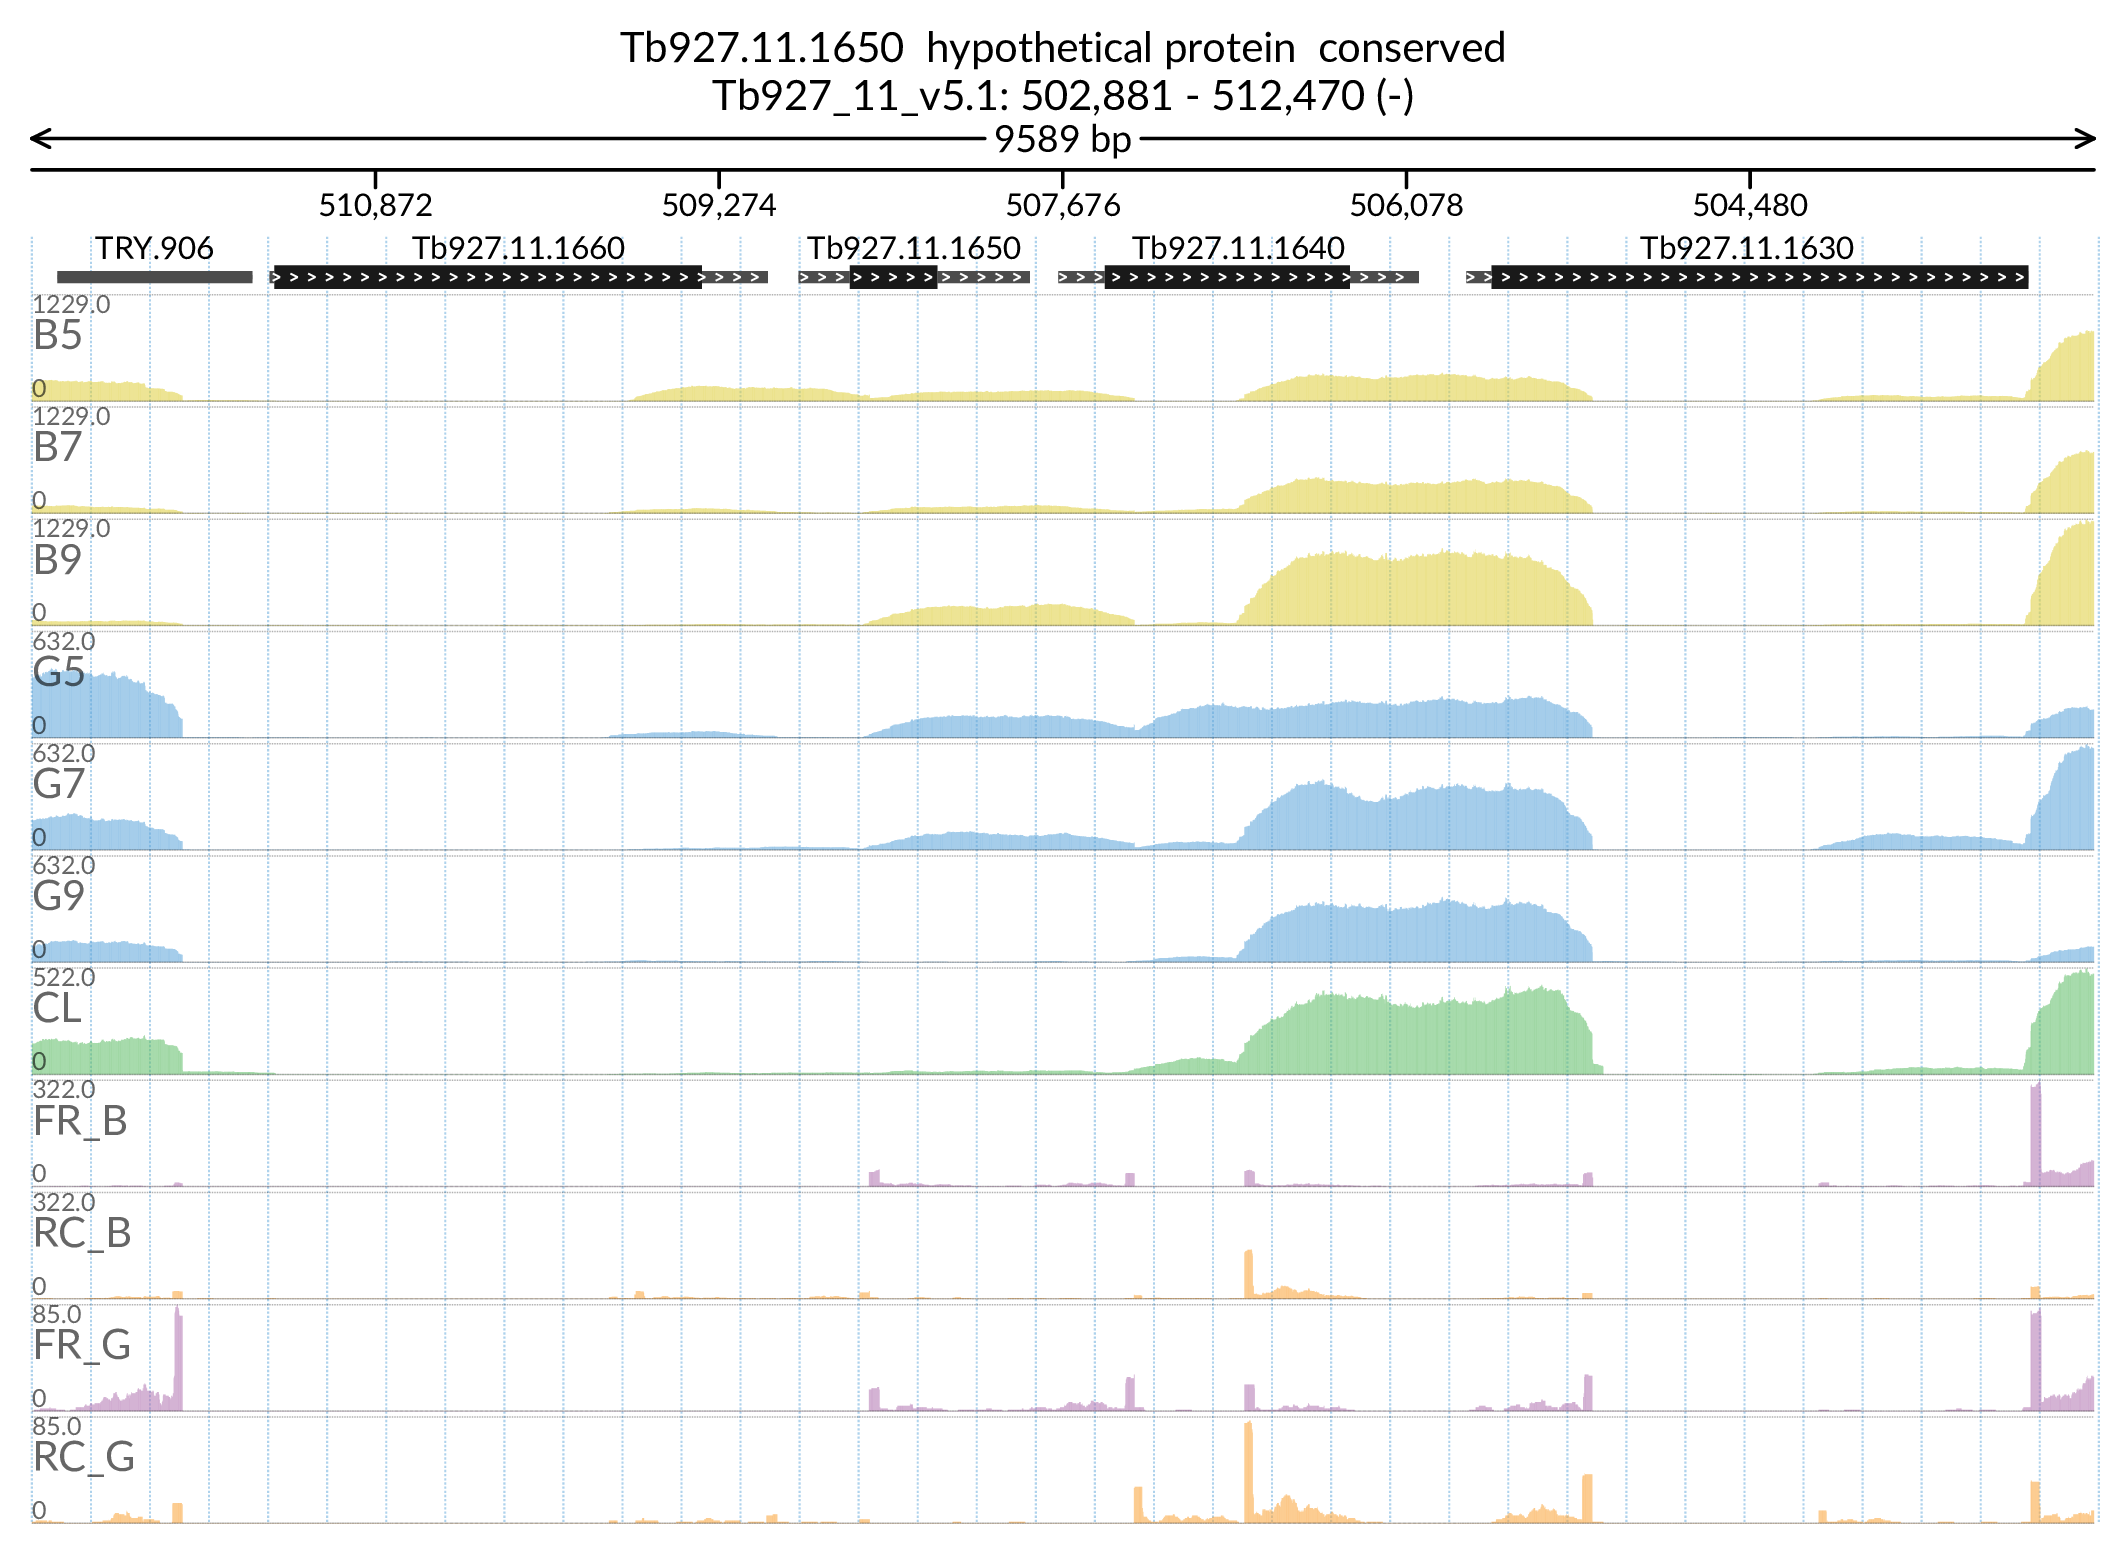 Tb927.11.1650 hypothetical protein conserved
Tb927_11_v5.1: 502,881 - 512,470 (-)
9589 bp
510,872 509,274 507,676 506,078 504,480
TRY.906 Tb927.11.1660 Tb927.11.1650 Tb927.11.1640 Tb927.11.1630
1229.0
B5
0
1229.0
B7
0
1229.0
B9
0
632.0
G5
0
632.0
G7
0
632.0
G9
0
522.0
CL
0
322.0
FR_B
0
322.0
RC_B
0
85.0
FR_G
0
85.0
RC_G
0